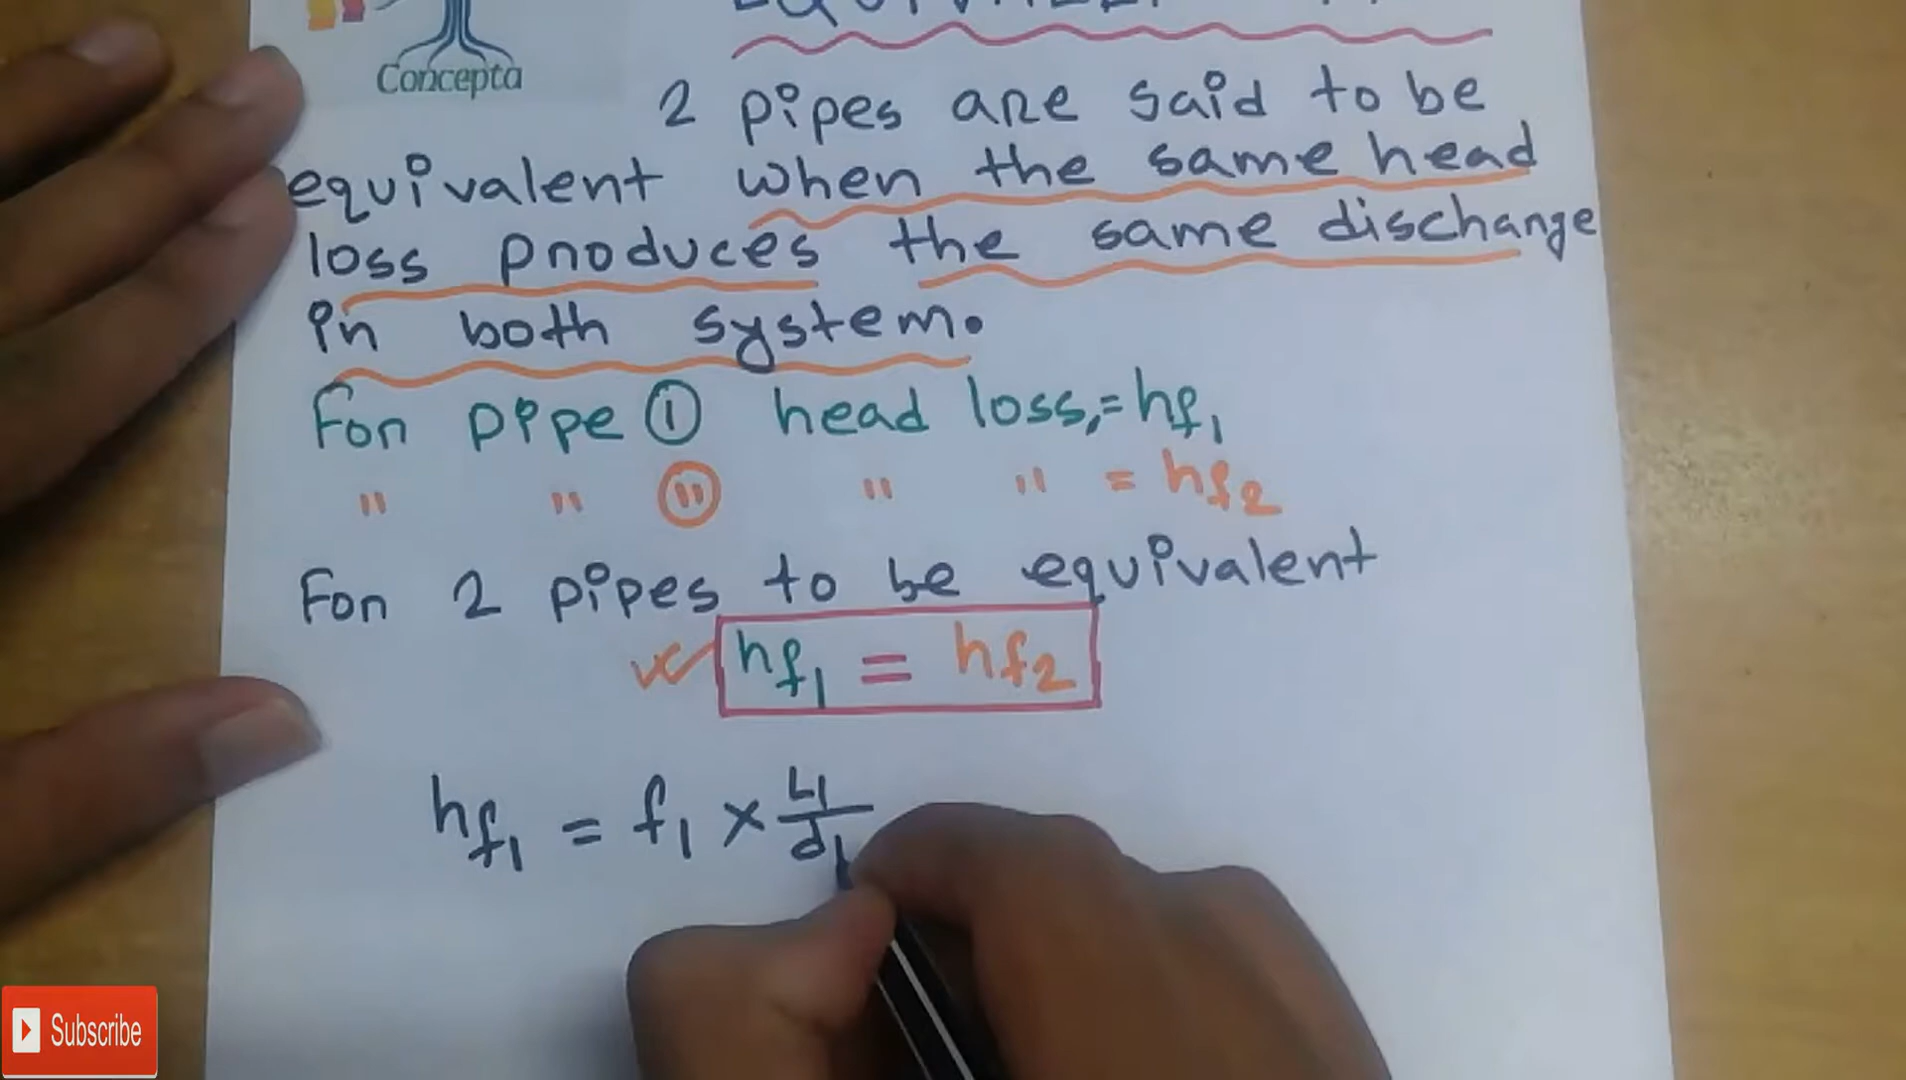 Concepta
2 pipes are said to be
equivalent when the same head
loss produces the same discharge
in both system.
For pipe ① head loss,=hf1
" " " " " = hf2
For 2 pipes to be equivalent
hf1 = hf2
hf1 = f1 × L1/d1
Subscribe